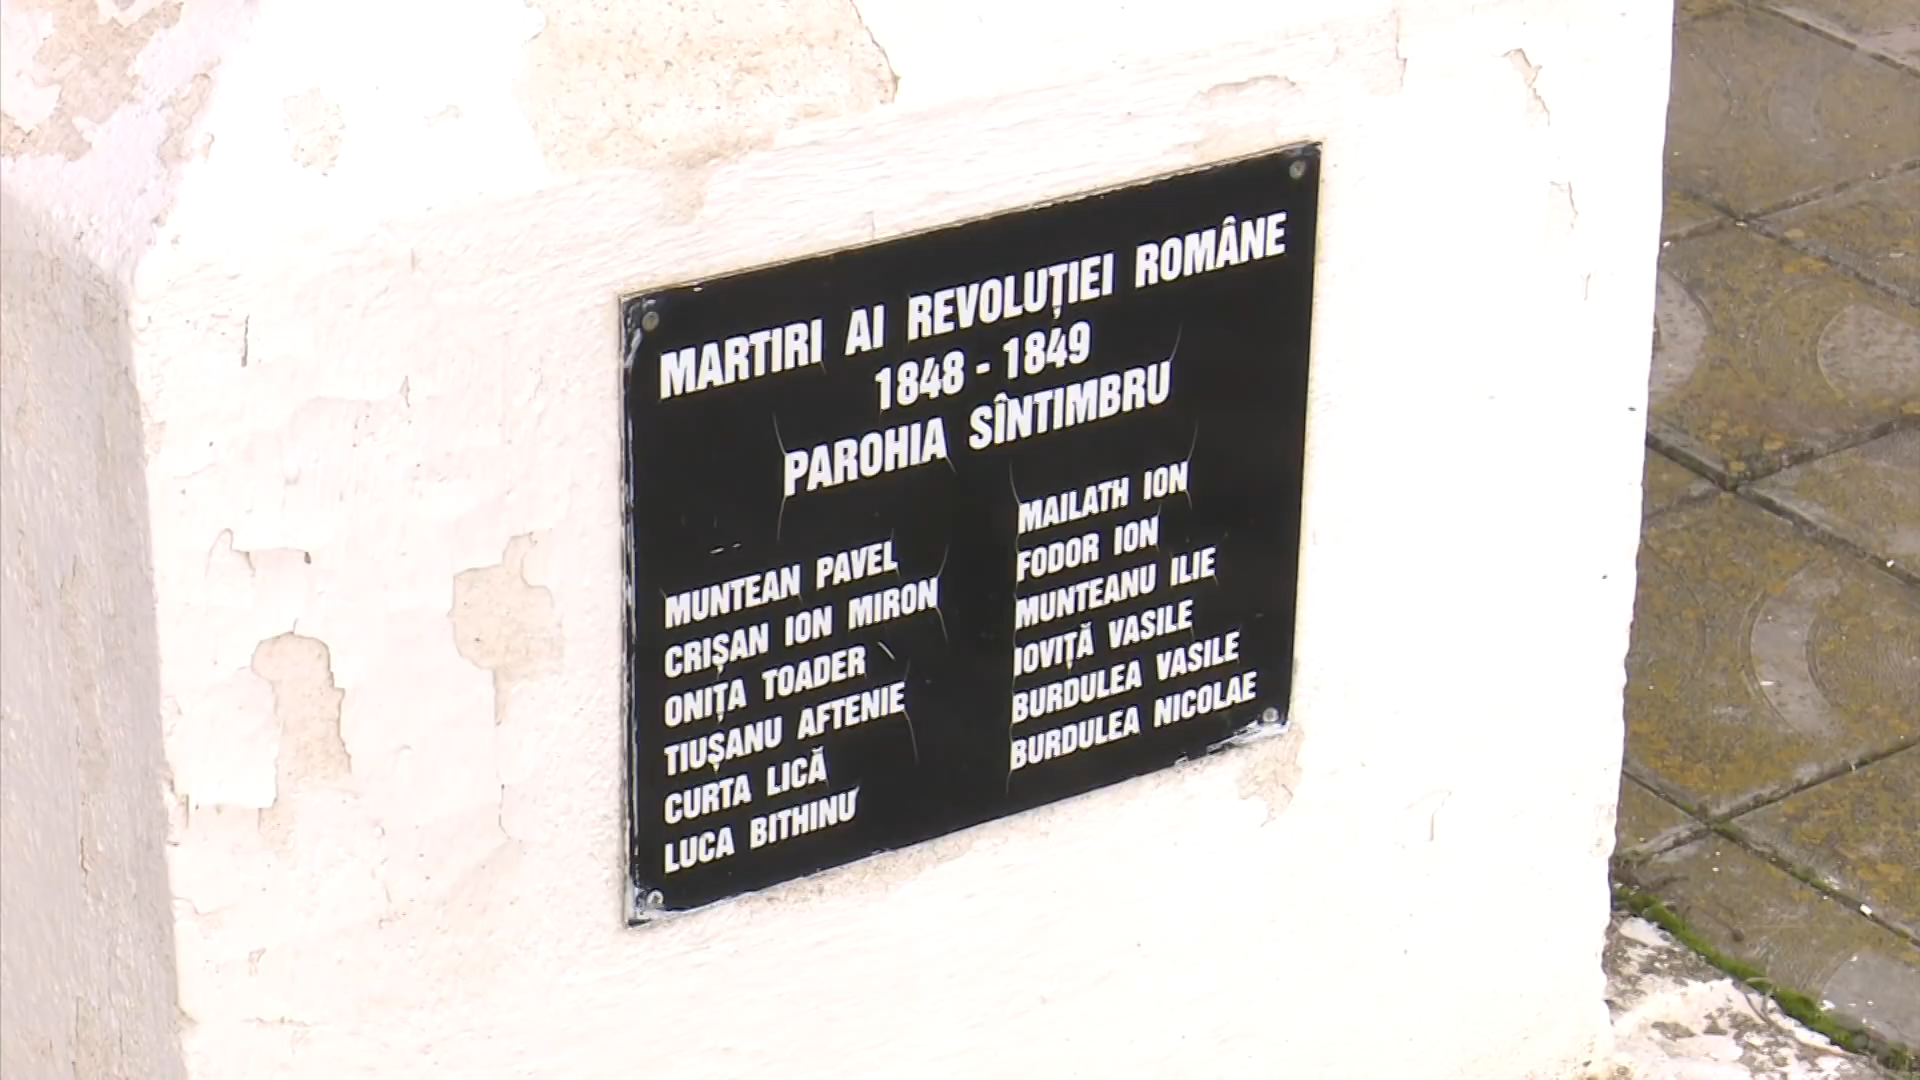 MARTIRI AI REVOLUȚIEI ROMÂNE
1848 - 1849
PAROHIA SÎNTIMBRU
MUNTEAN PAVEL
CRIȘAN ION MIRON
ONIȚA TOADER
TIUȘANU AFTENIE
CURTA LICĂ
LUCA BITHINU
MAILATH ION
FODOR ION
MUNTEANU ILIE
IOVIȚĂ VASILE
BURDULEA VASILE
BURDULEA NICOLAE